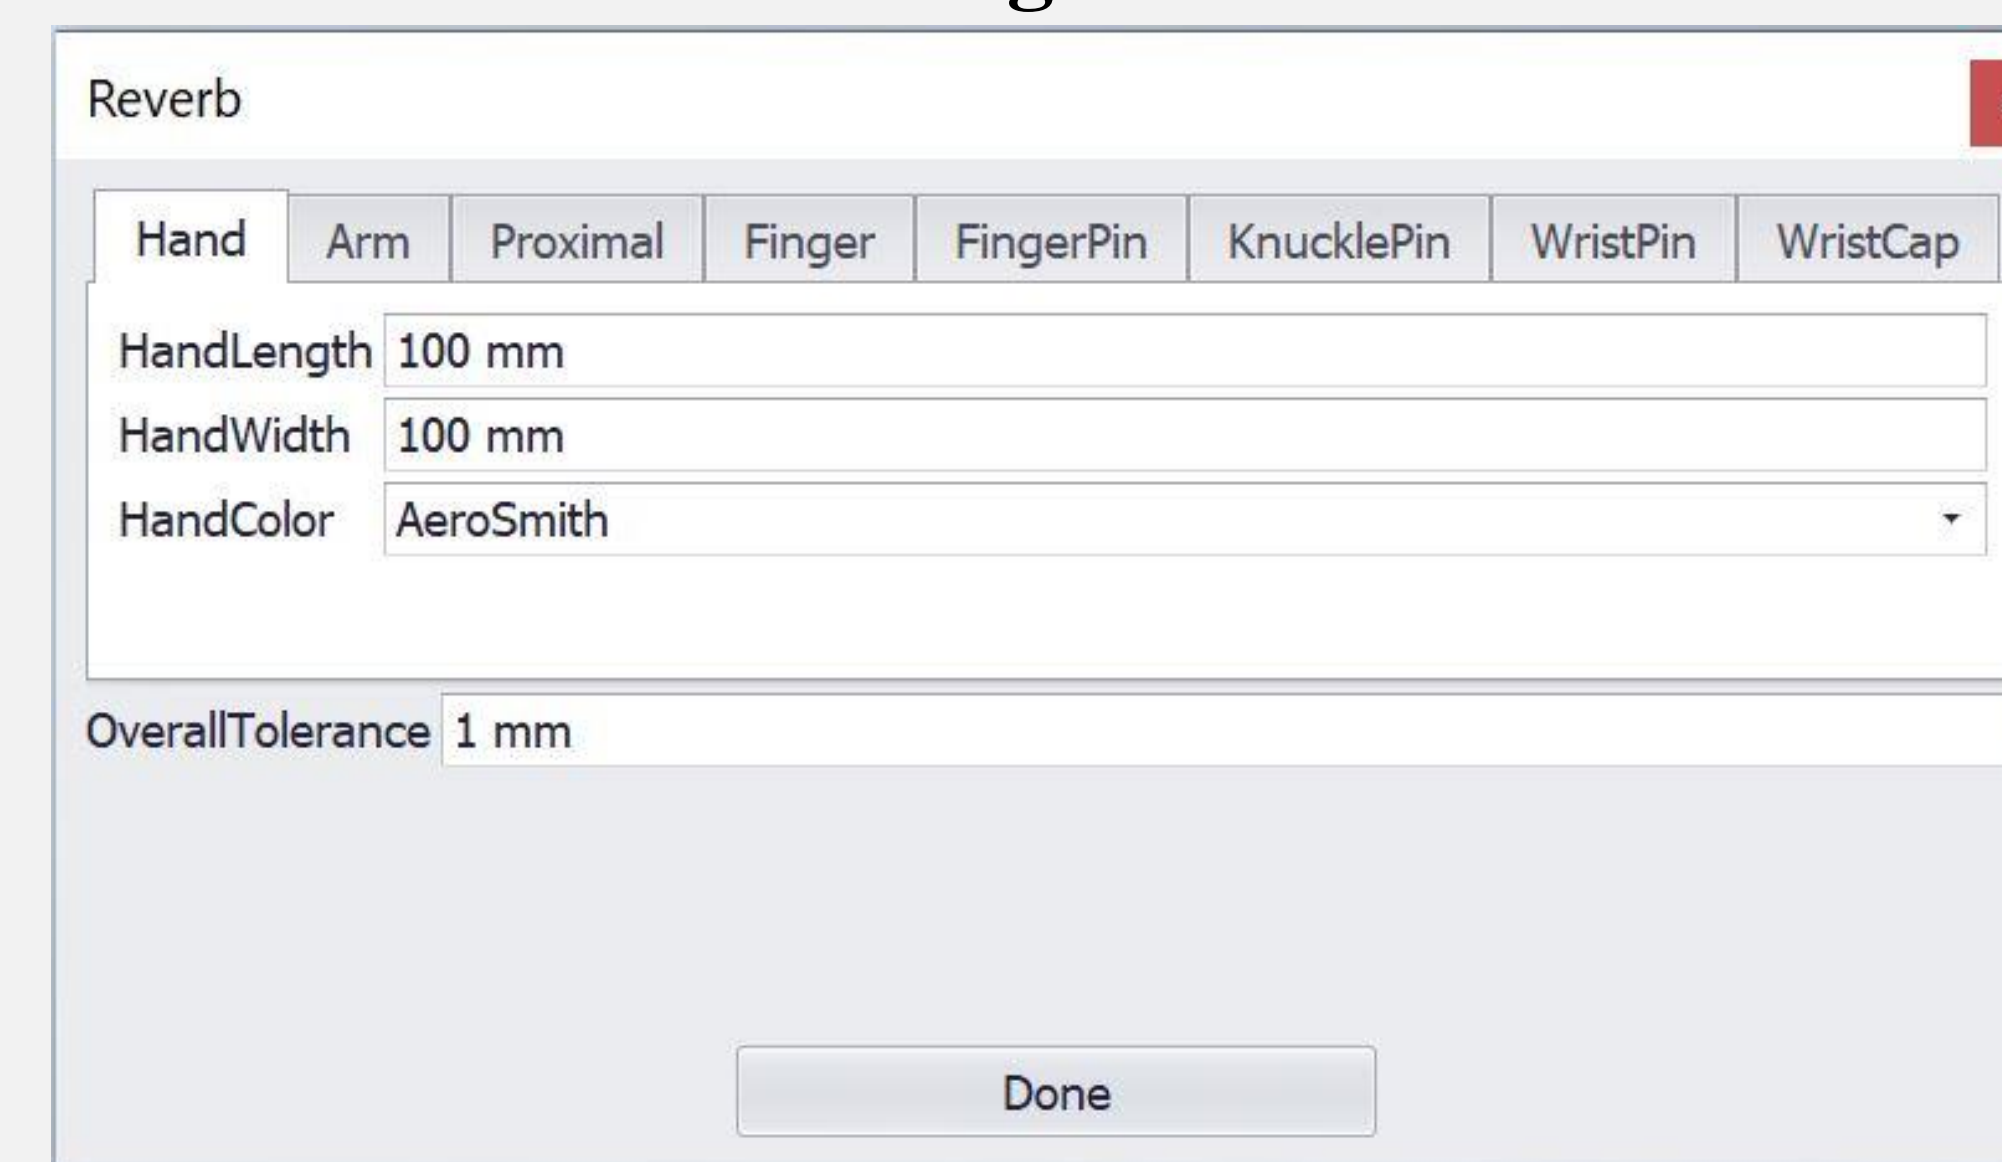 Reverb
Hand Arm Proximal Finger FingerPin KnucklePin WristPin WristCap
HandLength 100 mm
HandWidth 100 mm
HandColor AeroSmith
OverallTolerance 1 mm
Done